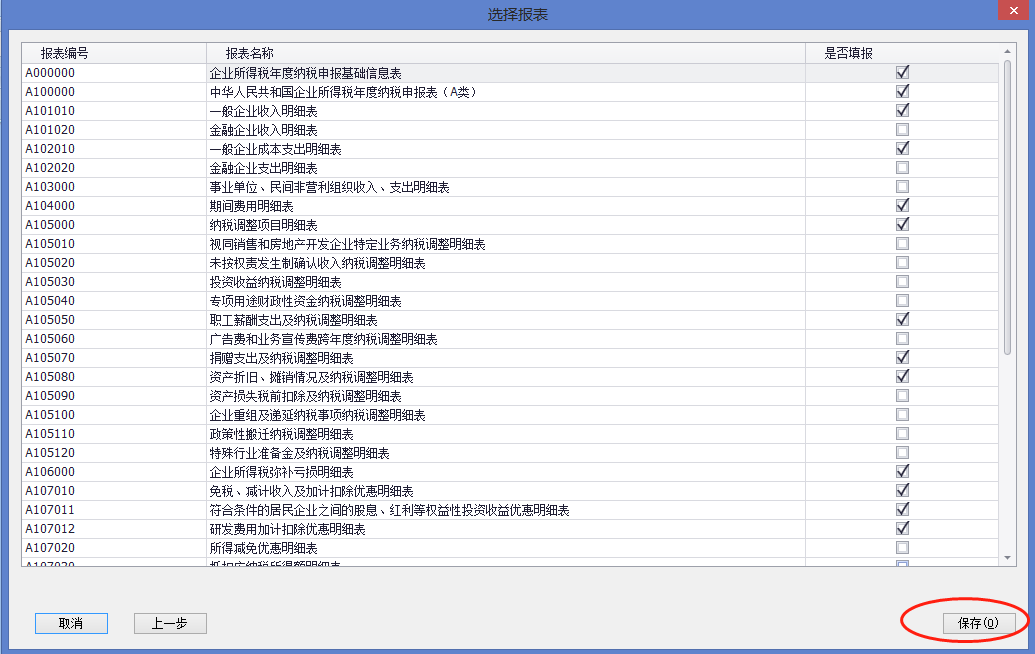 选择报表
报表编号 报表名称 是否填报
A000000 企业所得税年度纳税申报基础信息表
A100000 中华人民共和国企业所得税年度纳税申报表（A类）
A101010 一般企业收入明细表
A101020 金融企业收入明细表
A102010 一般企业成本支出明细表
A102020 金融企业支出明细表
A103000 事业单位、民间非营利组织收入、支出明细表
A104000 期间费用明细表
A105000 纳税调整项目明细表
A105010 视同销售和房地产开发企业特定业务纳税调整明细表
A105020 未按权责发生制确认收入纳税调整明细表
A105030 投资收益纳税调整明细表
A105040 专项用途财政性资金纳税调整明细表
A105050 职工薪酬支出及纳税调整明细表
A105060 广告费和业务宣传费跨年度纳税调整明细表
A105070 捐赠支出及纳税调整明细表
A105080 资产折旧、摊销情况及纳税调整明细表
A105090 资产损失税前扣除及纳税调整明细表
A105100 企业重组及递延纳税事项纳税调整明细表
A105110 政策性搬迁纳税调整明细表
A105120 特殊行业准备金及纳税调整明细表
A106000 企业所得税弥补亏损明细表
A107010 免税、减计收入及加计扣除优惠明细表
A107011 符合条件的居民企业之间的股息、红利等权益性投资收益优惠明细表
A107012 研发费用加计扣除优惠明细表
A107020 所得减免优惠明细表
A107030 抵扣应纳税所得额明细表
取消 上一步 保存(O)